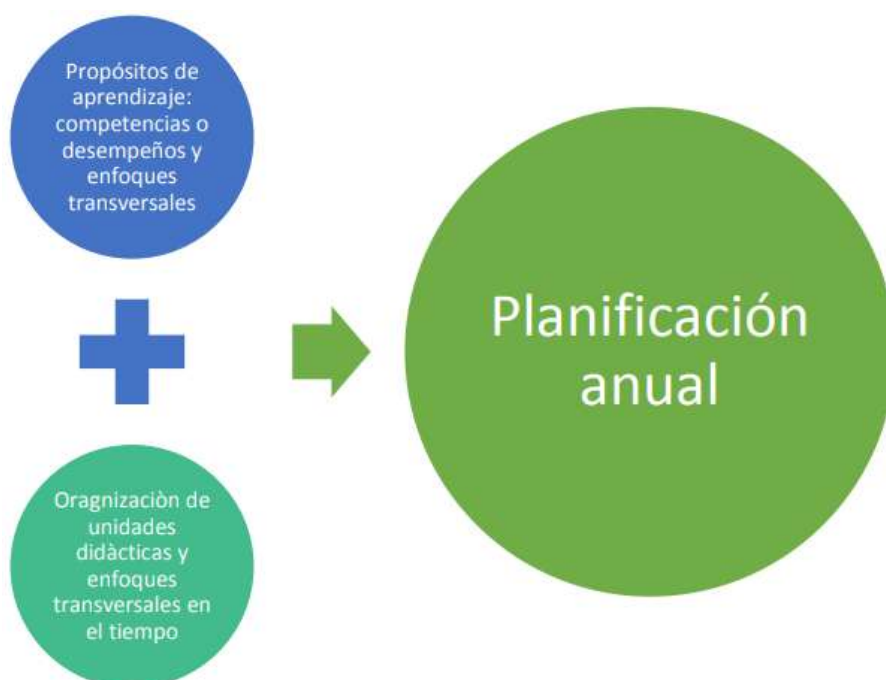 Propósitos de
aprendizaje:
competencias o
desempeños y
enfoques
transversales
Oragnizaciòn de
unidades
didàcticas y
enfoques
transversales en
el tiempo
Planificación
anual